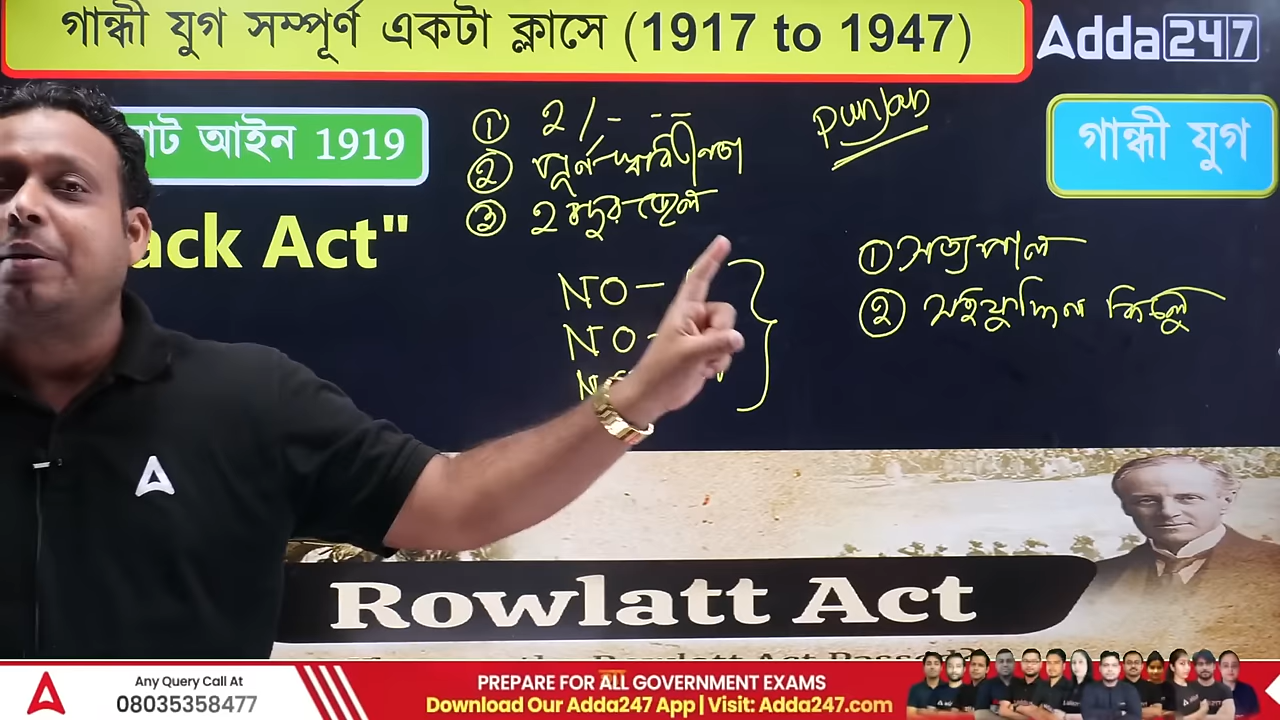 গান্ধী যুগ সম্পূর্ণ একটা ক্লাসে (1917 to 1947)
Adda247
আইন 1919
গান্ধী যুগ
ack Act"
① 2/- --
② পূর্ণ স্বাধীনতা
③ 2 বছর জেল
Punjab
NO -
NO -
① সত্যপাল
② সইফুদ্দিন কিচলু
Rowlatt Act
Any Query Call At
08035358477
PREPARE FOR ALL GOVERNMENT EXAMS
Download Our Adda247 App | Visit: Adda247.com